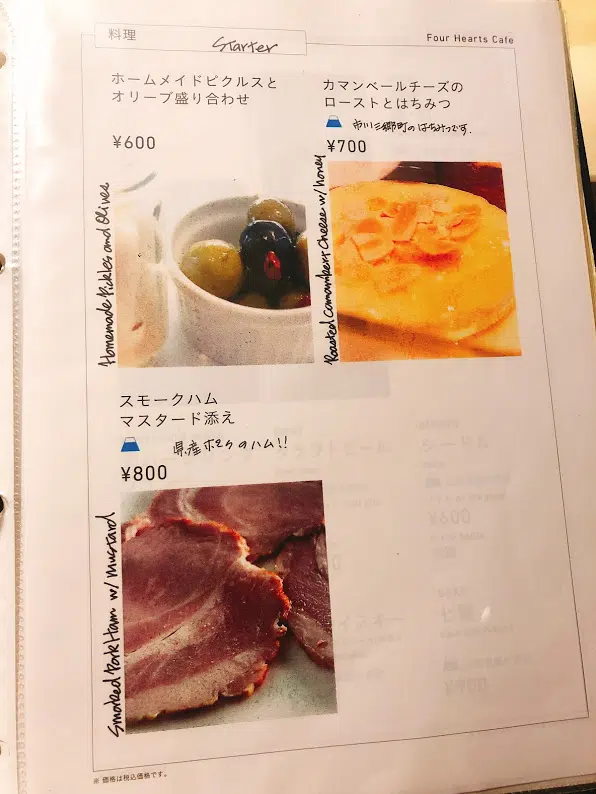 料理
Starter
Four Hearts Cafe
ホームメイドピクルスと
オリーブ盛り合わせ
¥600
Homemade Pickles and Olives
カマンベールチーズの
ローストとはちみつ
市川三郷町のはちみつです.
¥700
Roasted Camambert Cheese w/ honey
スモークハム
マスタード添え
県産ポークのハム!!
¥800
Smoked Pork Ham w/ Mustard
※ 価格は税込価格です。